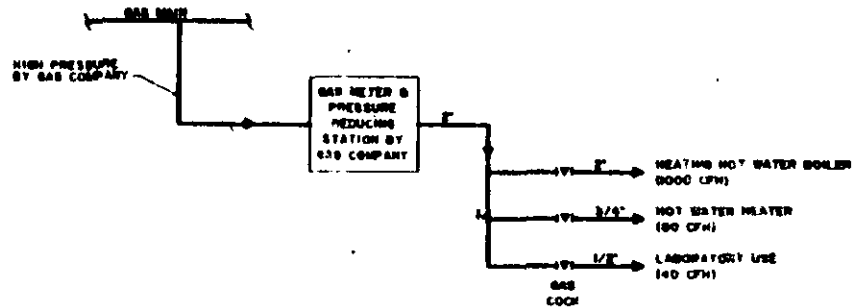 GAS MAIN
HIGH PRESSURE
BY GAS COMPANY
GAS METER &
PRESSURE
REDUCING
STATION BY
GAS COMPANY
2"
HEATING HOT WATER BOILER
3/4"
HOT WATER HEATER
(80 CFH)
1/2"
LABORATORY USE
(40 CFH)
GAS
COCK